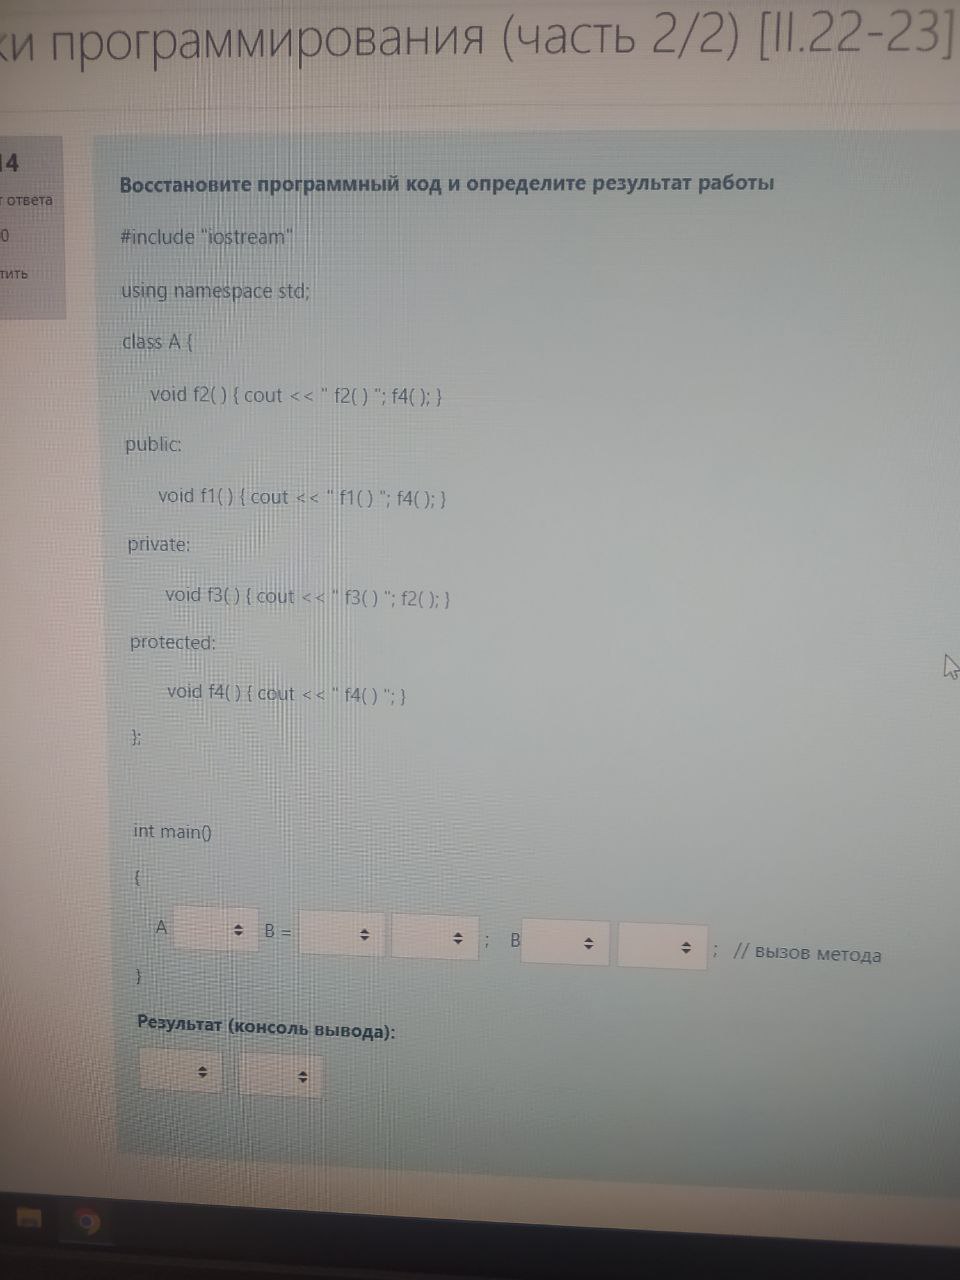 ки программирования (часть 2/2) [II.22-23]
14
ответа
0
тить
Восстановите программный код и определите результат работы
#include "iostream"
using namespace std;
class A {
void f2( ) { cout << " f2( ) "; f4( ); }
public:
void f1( ) { cout << " f1( ) "; f4( ); }
private:
void f3( ) { cout << " f3( ) "; f2( ); }
protected:
void f4( ) { cout << " f4( ) "; }
};
int main()
{
A B = ; B ; // вызов метода
}
Результат (консоль вывода):